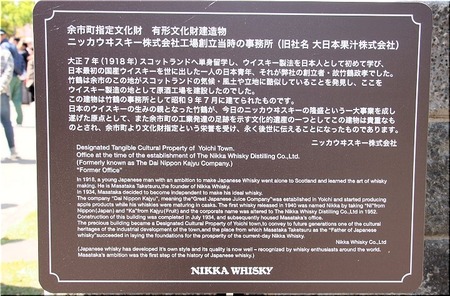 余市町指定文化財　有形文化財建造物
ニッカウヰスキー株式会社工場創立当時の事務所（旧社名 大日本果汁株式会社）
大正７年（1918年）スコットランドへ単身留学し、ウイスキー製法を日本人として初めて学び、
日本最初の国産ウイスキーを世に出した一人の日本青年、それが弊社の創立者・故竹鶴政孝でした。
竹鶴は余市のこの地がスコットランドの気候・風土や立地に酷似していることを発見し、ここを
ウイスキー製造の地として原酒工場を建設したのでした。
この建物は竹鶴の事務所として昭和９年７月に建てられたものです。
日本のウイスキーの生みの親となった竹鶴が、今日のニッカウヰスキーの隆盛という一大事業を成し
遂げた原点として、また余市町の工業発達の足跡を示す文化的遺産の一つとしてこの建物は貴重なも
のとされ、余市町より文化財指定という栄誉を受け、永く後世に伝えることになったものであります。
ニッカウヰスキー株式会社
Designated Tangible Cultural Property of Yoichi Town.
Office at the time of the establishment of The Nikka Whisky Distilling Co.,Ltd.
(Formerly known as The Dai Nippon Kaju Company.)
"Former Office"
In 1918, a young Japanese man with an ambition to make Japanese Whisky went alone to Scotland and learned the art of whisky
making. He is Masataka Taketsuru,the founder of Nikka Whisky.
In 1934, Masataka decided to become independent to make his ideal whisky.
The company "Dai Nippon Kaju", meaning the"Great Japanese Juice Company"was established in Yoichi and started producing
apple products while his whiskies were maturing in casks. The first whisky released in 1940 was named Nikka by taking "Ni"from
Nippon(Japan) and "Ka"from Kajyu(Fruit) and the corporate name was altered to The Nikka Whisky Distilling Co.,Ltd in 1952.
Construction of this building was completed in July 1934, and subsequently housed Masataka's office.
The precious building became a Designated Cultural Property of Yoichi town,to convey to future generations one of the cultural
heritages of the industrial development of the town,and the place from which Masataka Taketsuru as the "Father of Japanese
whisky"succeeded in laying the foundations for the prosperity of the current-day Nikka Whisky.
Nikka Whisky Co.,Ltd
(Japanese whisky has developed it's own style and its quality is now well – recognized by whisky enthusiasts around the world.
Masataka's ambition was the first step of the history of Japanese whisky.)
NIKKA WHISKY